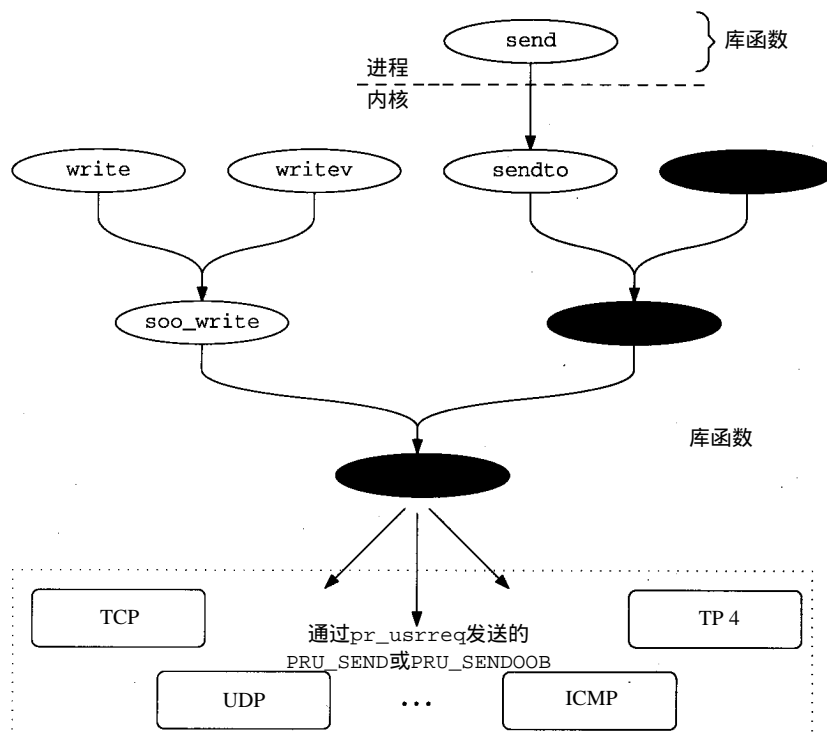 send
库函数
进程
内核
write
writev
sendto
soo_write
库函数
TCP
TP 4
通过pr_usrreq发送的
PRU_SEND或PRU_SENDOOB
UDP
...
ICMP